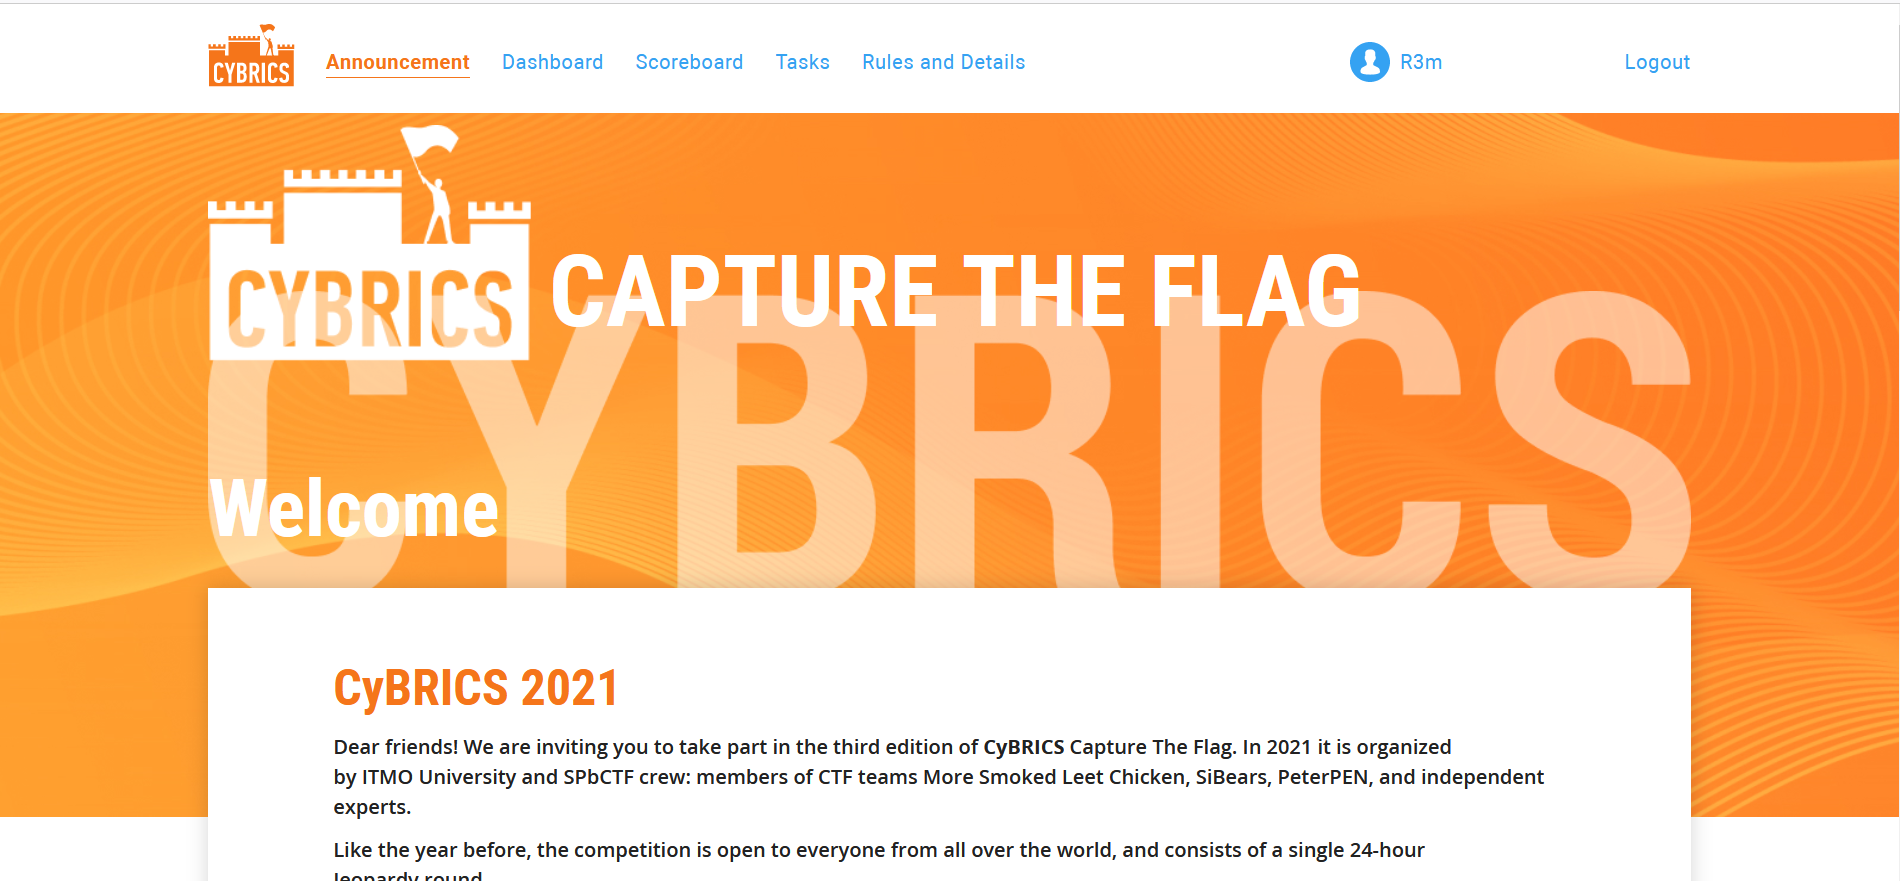 CYBRICS
Announcement Dashboard Scoreboard Tasks Rules and Details R3m Logout
CYBRICS CAPTURE THE FLAG
CYBRICS
Welcome
CyBRICS 2021
Dear friends! We are inviting you to take part in the third edition of CyBRICS Capture The Flag. In 2021 it is organized
by ITMO University and SPbCTF crew: members of CTF teams More Smoked Leet Chicken, SiBears, PeterPEN, and independent
experts.
Like the year before, the competition is open to everyone from all over the world, and consists of a single 24-hour
jeopardy round.